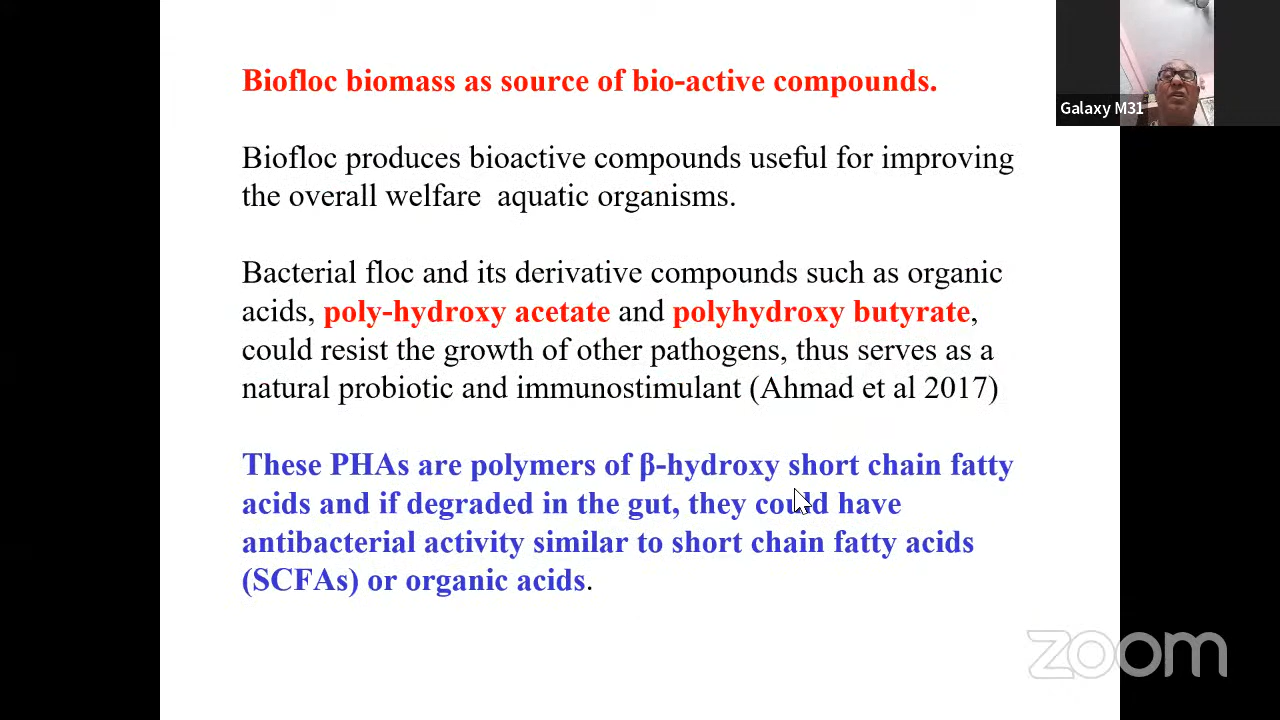 Biofloc biomass as source of bio-active compounds.
Galaxy M31
Biofloc produces bioactive compounds useful for improving
the overall welfare  aquatic organisms.
Bacterial floc and its derivative compounds such as organic
acids, poly-hydroxy acetate and polyhydroxy butyrate,
could resist the growth of other pathogens, thus serves as a
natural probiotic and immunostimulant (Ahmad et al 2017)
These PHAs are polymers of β-hydroxy short chain fatty
acids and if degraded in the gut, they could have
antibacterial activity similar to short chain fatty acids
(SCFAs) or organic acids.
zoom